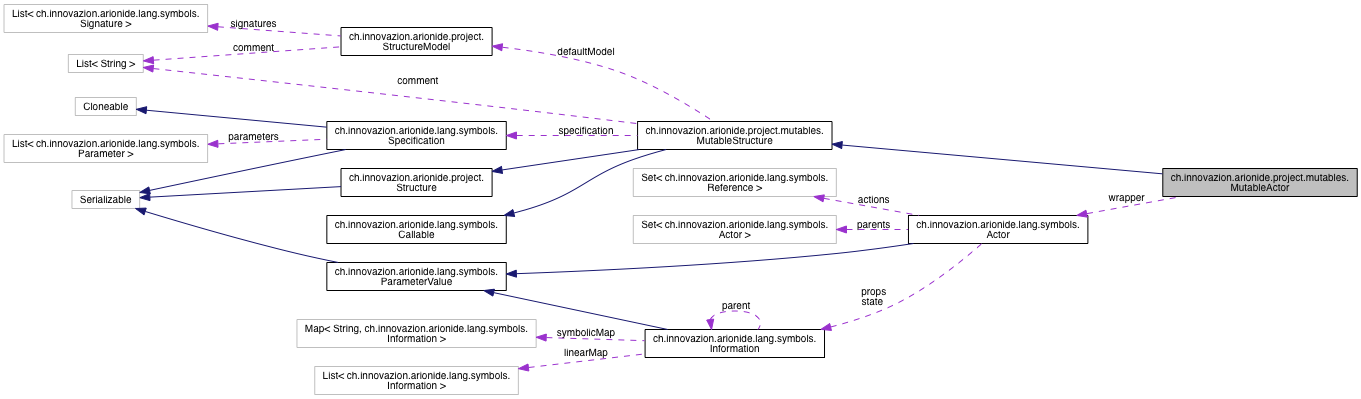 List< ch.innovazion.arionide.lang.symbols.
Signature >
signatures
ch.innovazion.arionide.project.
StructureModel
comment
List< String >
defaultModel
comment
Cloneable
ch.innovazion.arionide.lang.symbols.
Specification
specification
ch.innovazion.arionide.project.mutables.
MutableStructure
parameters
List< ch.innovazion.arionide.lang.symbols.
Parameter >
ch.innovazion.arionide.project.
Structure
Set< ch.innovazion.arionide.lang.symbols.
Reference >
ch.innovazion.arionide.project.mutables.
MutableActor
Serializable
actions
wrapper
ch.innovazion.arionide.lang.symbols.
Callable
Set< ch.innovazion.arionide.lang.symbols.
Actor >
parents
ch.innovazion.arionide.lang.symbols.
Actor
ch.innovazion.arionide.lang.symbols.
ParameterValue
props
state
parent
Map< String, ch.innovazion.arionide.lang.symbols.
Information >
symbolicMap
ch.innovazion.arionide.lang.symbols.
Information
linearMap
List< ch.innovazion.arionide.lang.symbols.
Information >